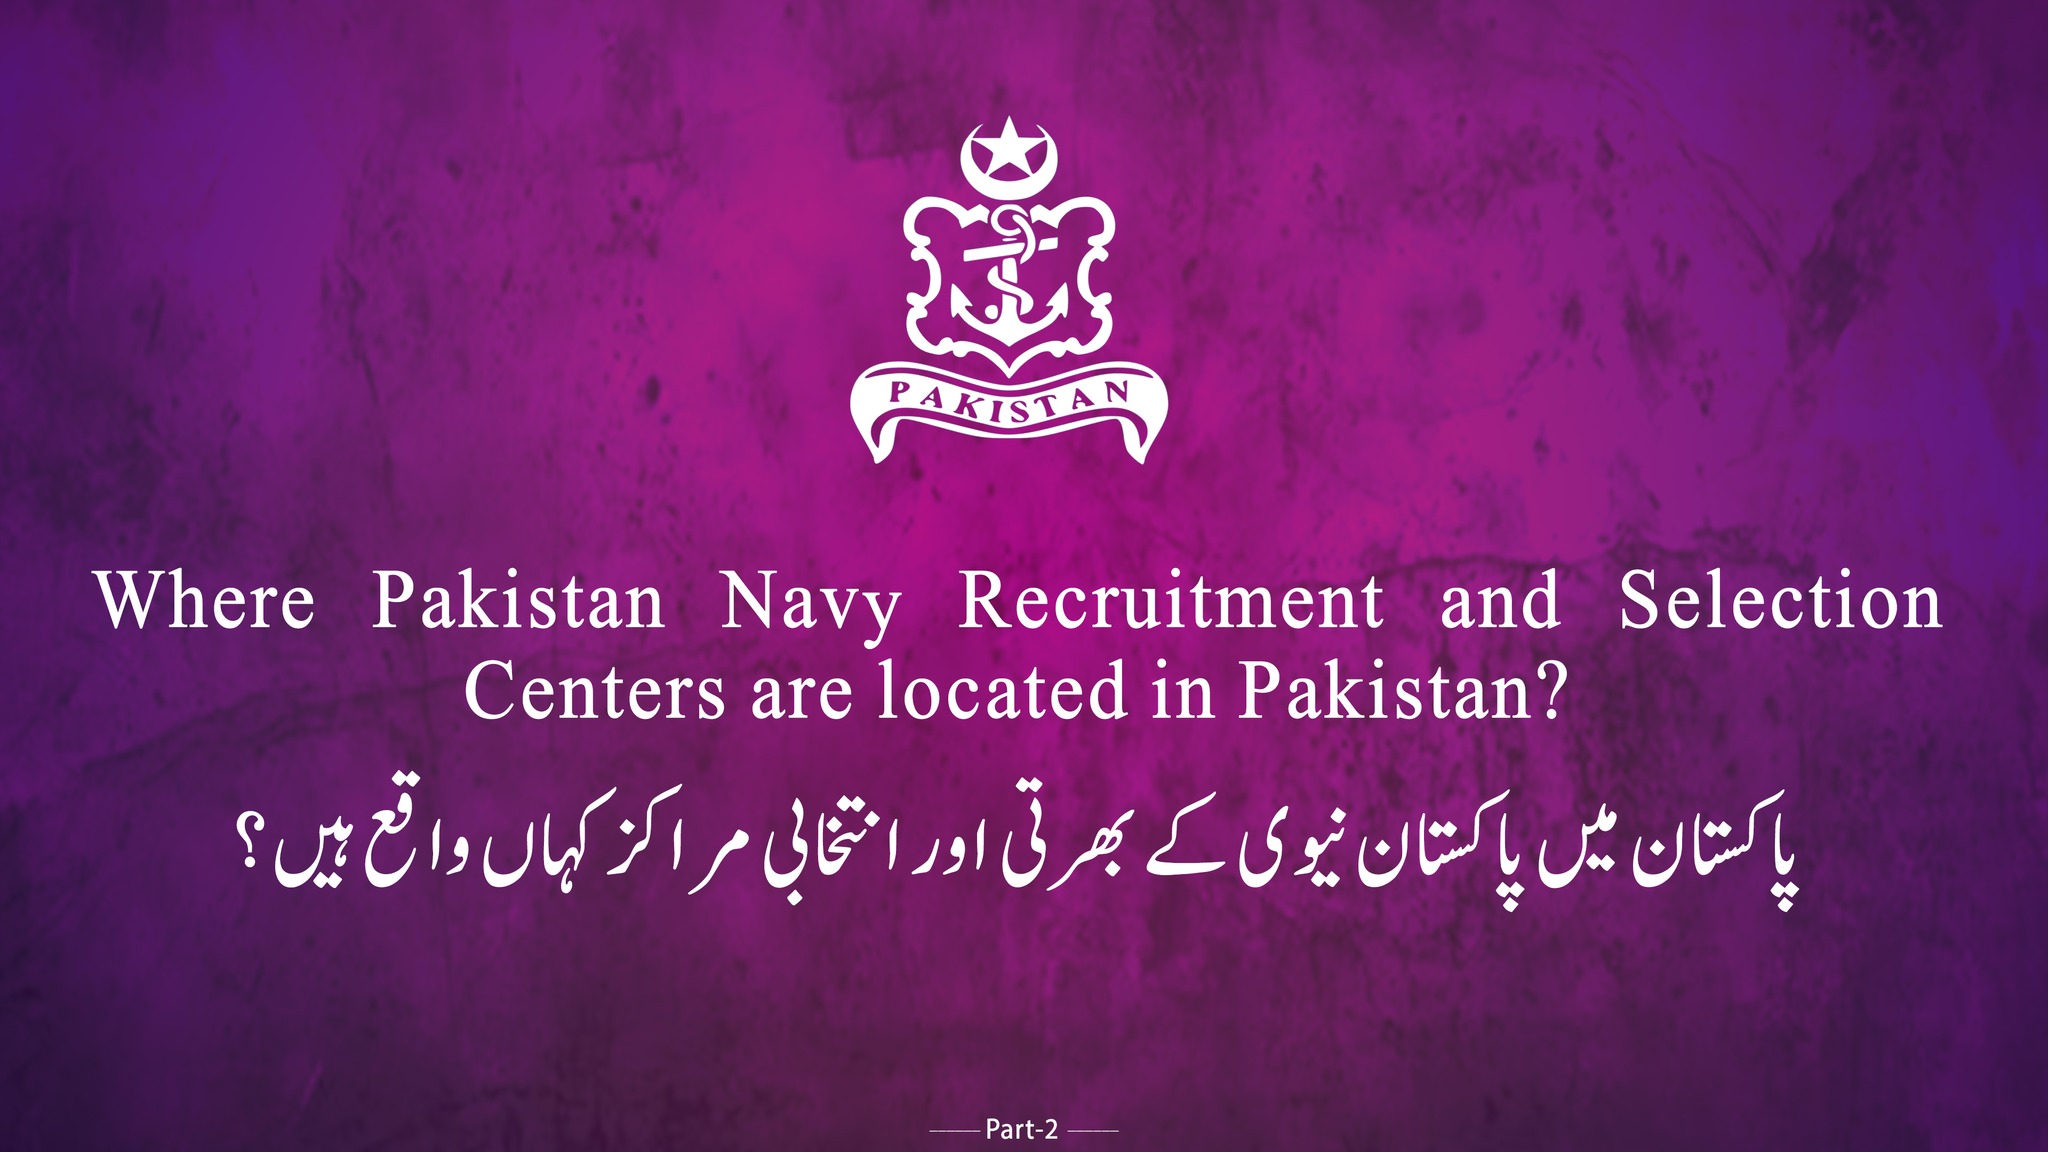 PAKISTAN
Where Pakistan Navy Recruitment and Selection
Centers are located in Pakistan?
پاکستان میں پاکستان نیوی کے بھرتی اور انتخابی مراکز کہاں واقع ہیں؟
Part-2